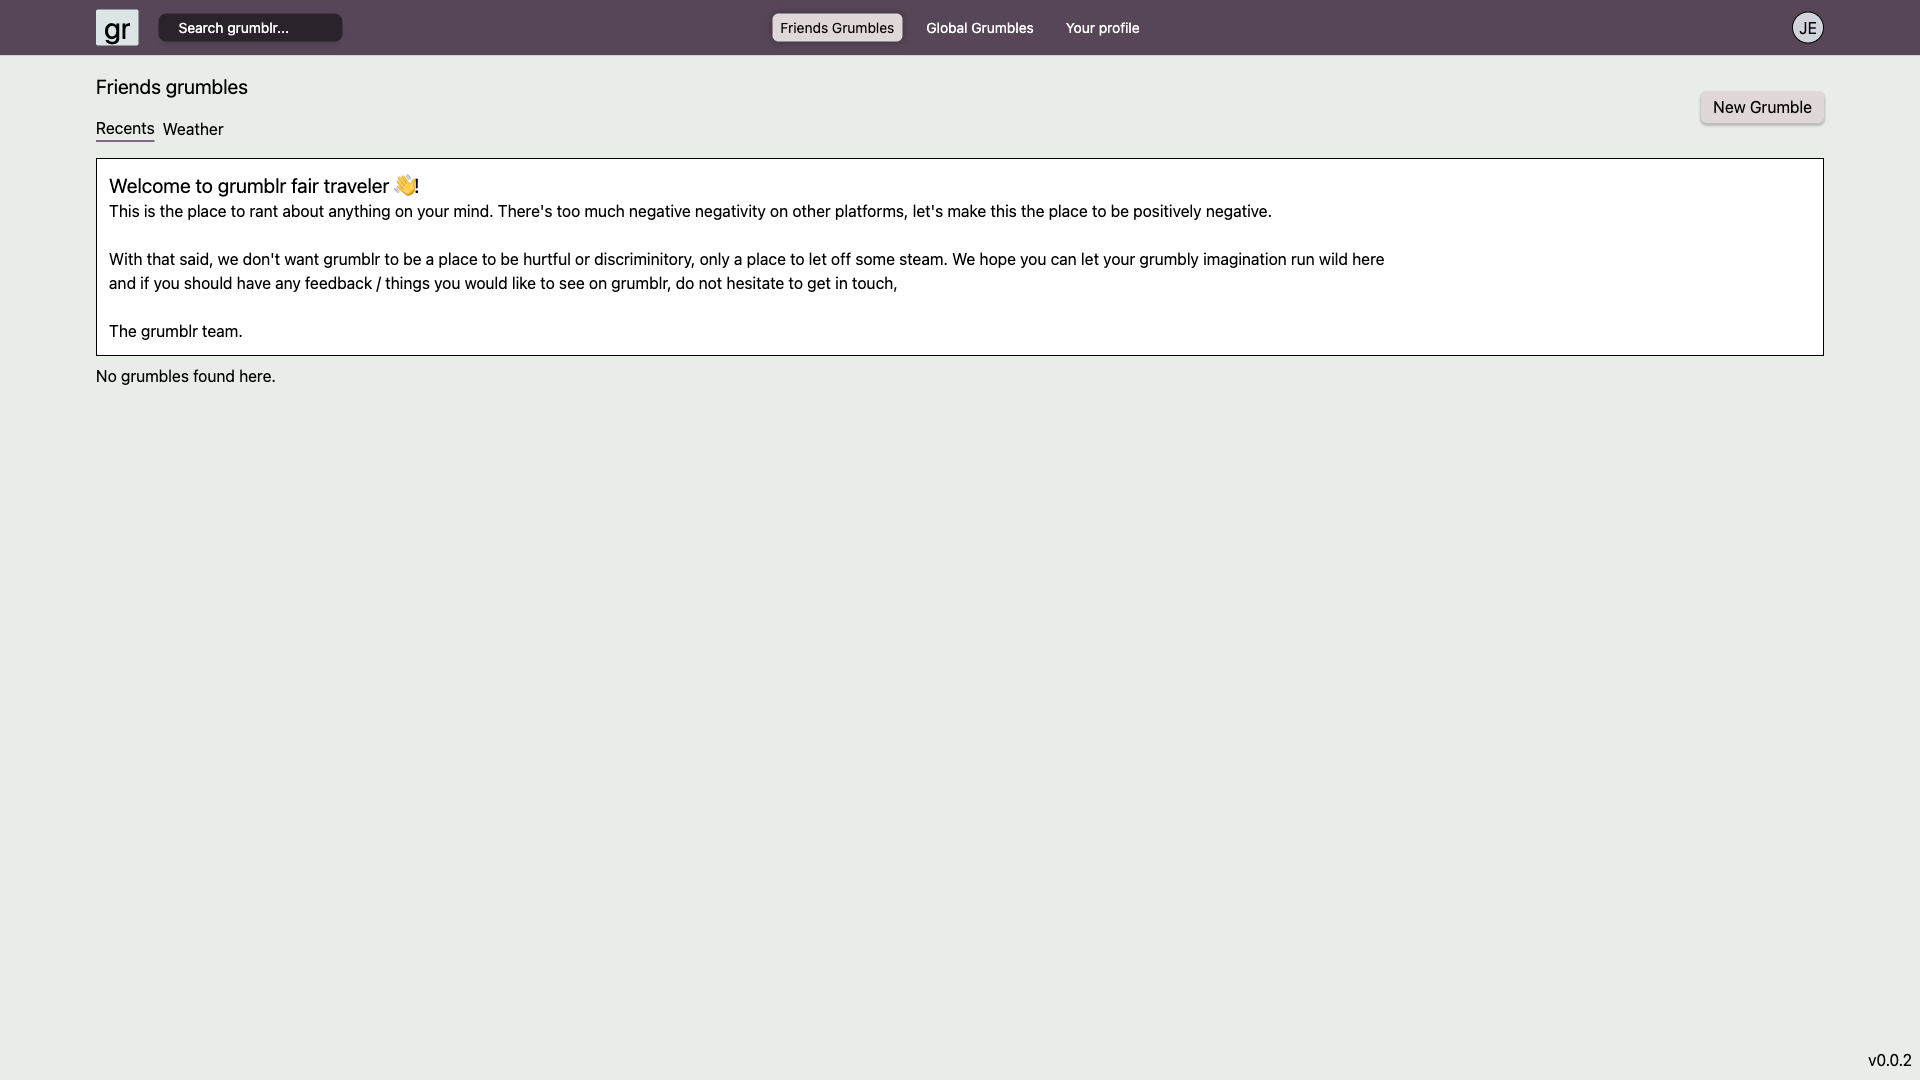 gr
Search grumblr...
Friends Grumbles
Global Grumbles
Your profile
JE
Friends grumbles
New Grumble
Recents
Weather
Welcome to grumblr fair traveler 👋!
This is the place to rant about anything on your mind. There's too much negative negativity on other platforms, let's make this the place to be positively negative.
With that said, we don't want grumblr to be a place to be hurtful or discriminitory, only a place to let off some steam. We hope you can let your grumbly imagination run wild here
and if you should have any feedback / things you would like to see on grumblr, do not hesitate to get in touch,
The grumblr team.
No grumbles found here.
v0.0.2